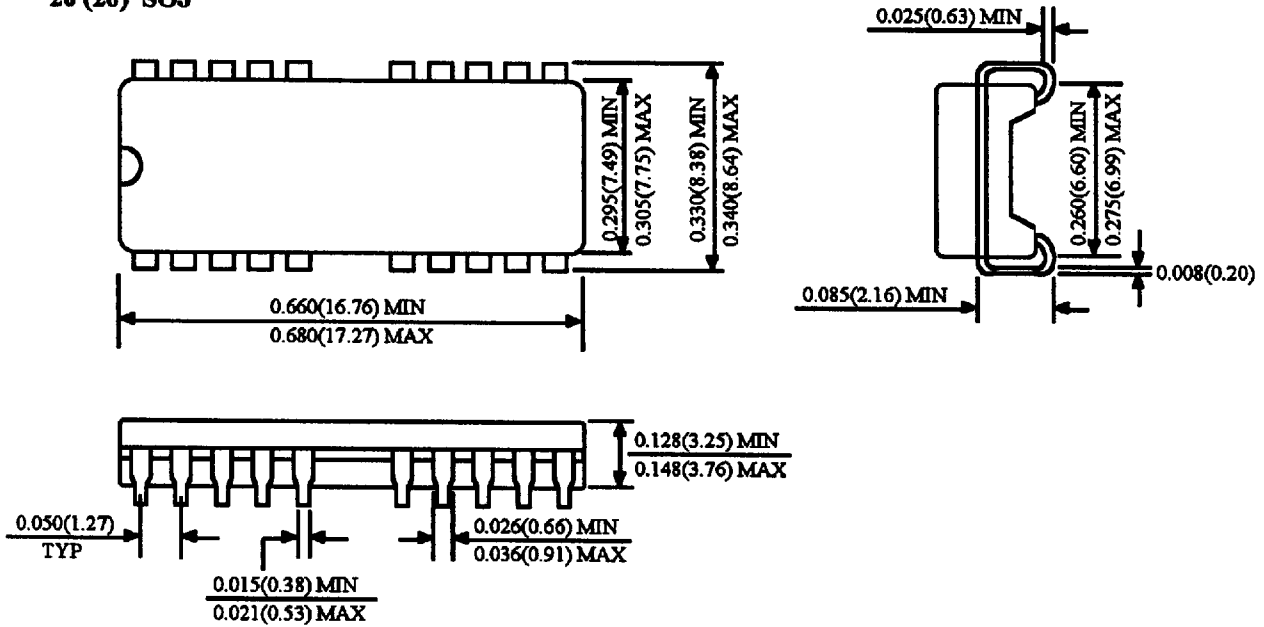 0.025(0.63) MIN
0.295(7.49) MIN
0.305(7.75) MAX
0.330(8.38) MIN
0.340(8.64) MAX
0.260(6.60) MIN
0.275(6.99) MAX
0.008(0.20)
0.085(2.16) MIN
0.660(16.76) MIN
0.680(17.27) MAX
0.128(3.25) MIN
0.148(3.76) MAX
0.050(1.27)
TYP
0.026(0.66) MIN
0.036(0.91) MAX
0.015(0.38) MIN
0.021(0.53) MAX